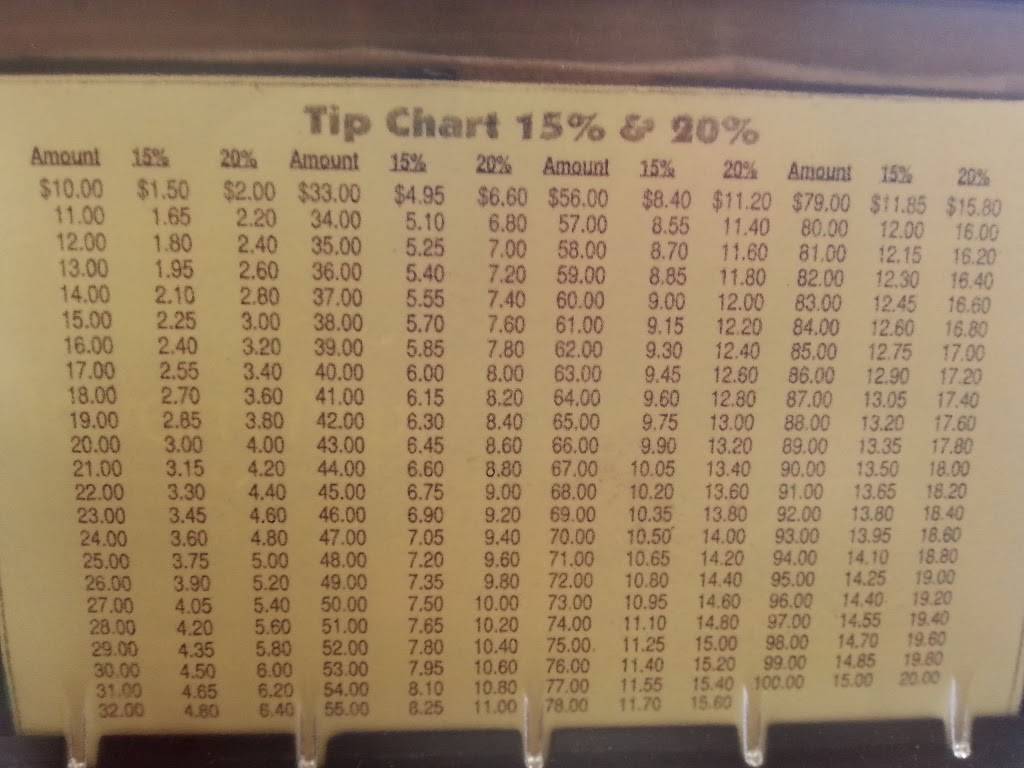 Tip Chart 15% & 20%
Amount 15% 20% Amount 15% 20% Amount 15% 20% Amount 15% 20%
$10.00 $1.50 $2.00 $33.00 $4.95 $6.60 $56.00 $8.40 $11.20 $79.00 $11.85 $15.80
11.00 1.65 2.20 34.00 5.10 6.80 57.00 8.55 11.40 80.00 12.00 16.00
12.00 1.80 2.40 35.00 5.25 7.00 58.00 8.70 11.60 81.00 12.15 16.20
13.00 1.95 2.60 36.00 5.40 7.20 59.00 8.85 11.80 82.00 12.30 16.40
14.00 2.10 2.80 37.00 5.55 7.40 60.00 9.00 12.00 83.00 12.45 16.60
15.00 2.25 3.00 38.00 5.70 7.60 61.00 9.15 12.20 84.00 12.60 16.80
16.00 2.40 3.20 39.00 5.85 7.80 62.00 9.30 12.40 85.00 12.75 17.00
17.00 2.55 3.40 40.00 6.00 8.00 63.00 9.45 12.60 86.00 12.90 17.20
18.00 2.70 3.60 41.00 6.15 8.20 64.00 9.60 12.80 87.00 13.05 17.40
19.00 2.85 3.80 42.00 6.30 8.40 65.00 9.75 13.00 88.00 13.20 17.60
20.00 3.00 4.00 43.00 6.45 8.60 66.00 9.90 13.20 89.00 13.35 17.80
21.00 3.15 4.20 44.00 6.60 8.80 67.00 10.05 13.40 90.00 13.50 18.00
22.00 3.30 4.40 45.00 6.75 9.00 68.00 10.20 13.60 91.00 13.65 18.20
23.00 3.45 4.60 46.00 6.90 9.20 69.00 10.35 13.80 92.00 13.80 18.40
24.00 3.60 4.80 47.00 7.05 9.40 70.00 10.50 14.00 93.00 13.95 18.60
25.00 3.75 5.00 48.00 7.20 9.60 71.00 10.65 14.20 94.00 14.10 18.80
26.00 3.90 5.20 49.00 7.35 9.80 72.00 10.80 14.40 95.00 14.25 19.00
27.00 4.05 5.40 50.00 7.50 10.00 73.00 10.95 14.60 96.00 14.40 19.20
28.00 4.20 5.60 51.00 7.65 10.20 74.00 11.10 14.80 97.00 14.55 19.40
29.00 4.35 5.80 52.00 7.80 10.40 75.00 11.25 15.00 98.00 14.70 19.60
30.00 4.50 6.00 53.00 7.95 10.60 76.00 11.40 15.20 99.00 14.85 19.80
31.00 4.65 6.20 54.00 8.10 10.80 77.00 11.55 15.40 100.00 15.00 20.00
32.00 4.80 6.40 55.00 8.25 11.00 78.00 11.70 15.60